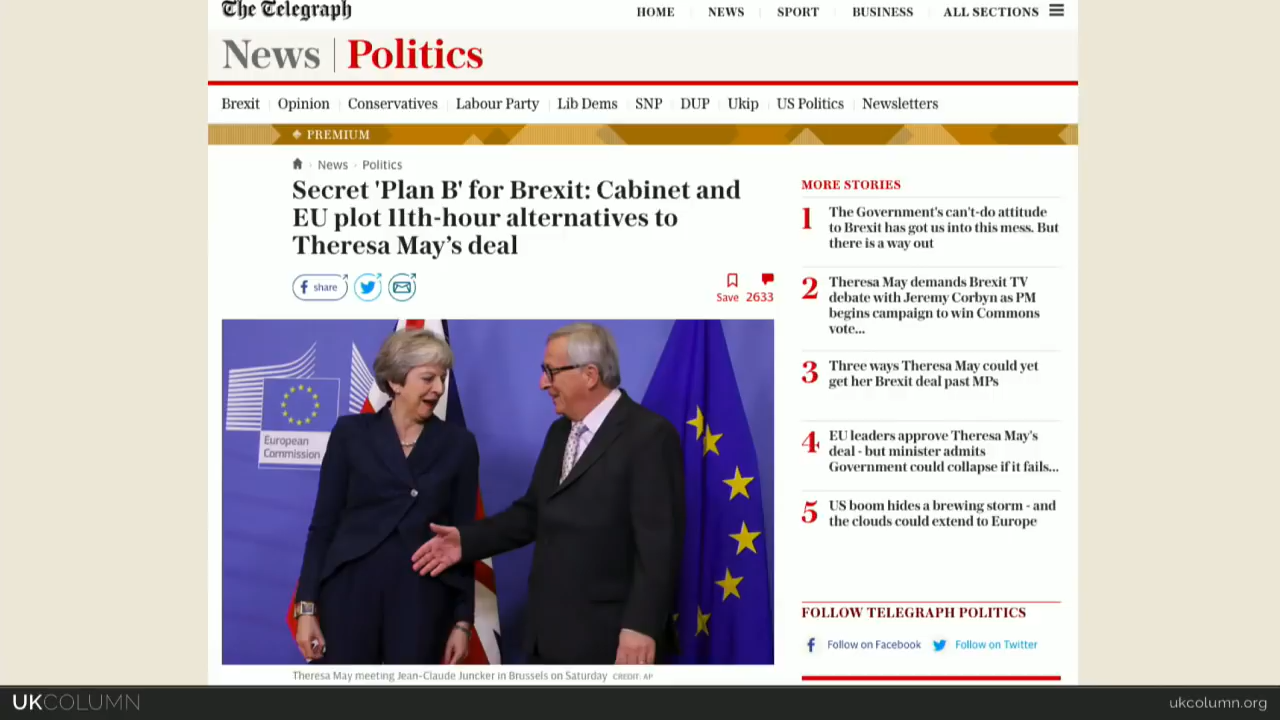 The Telegraph
HOME NEWS SPORT BUSINESS ALL SECTIONS
News Politics
Brexit Opinion Conservatives Labour Party Lib Dems SNP DUP Ukip US Politics Newsletters
PREMIUM
News Politics
Secret 'Plan B' for Brexit: Cabinet and
EU plot 11th-hour alternatives to
Theresa May's deal
share
Save 2633
European
Commission
Theresa May meeting Jean-Claude Juncker in Brussels on Saturday CREDIT: AP
MORE STORIES
1 The Government's can't-do attitude
to Brexit has got us into this mess. But
there is a way out
2 Theresa May demands Brexit TV
debate with Jeremy Corbyn as PM
begins campaign to win Commons
vote...
3 Three ways Theresa May could yet
get her Brexit deal past MPs
4 EU leaders approve Theresa May's
deal - but minister admits
Government could collapse if it fails...
5 US boom hides a brewing storm - and
the clouds could extend to Europe
FOLLOW TELEGRAPH POLITICS
Follow on Facebook Follow on Twitter
UKCOLUMN
ukcolumn.org